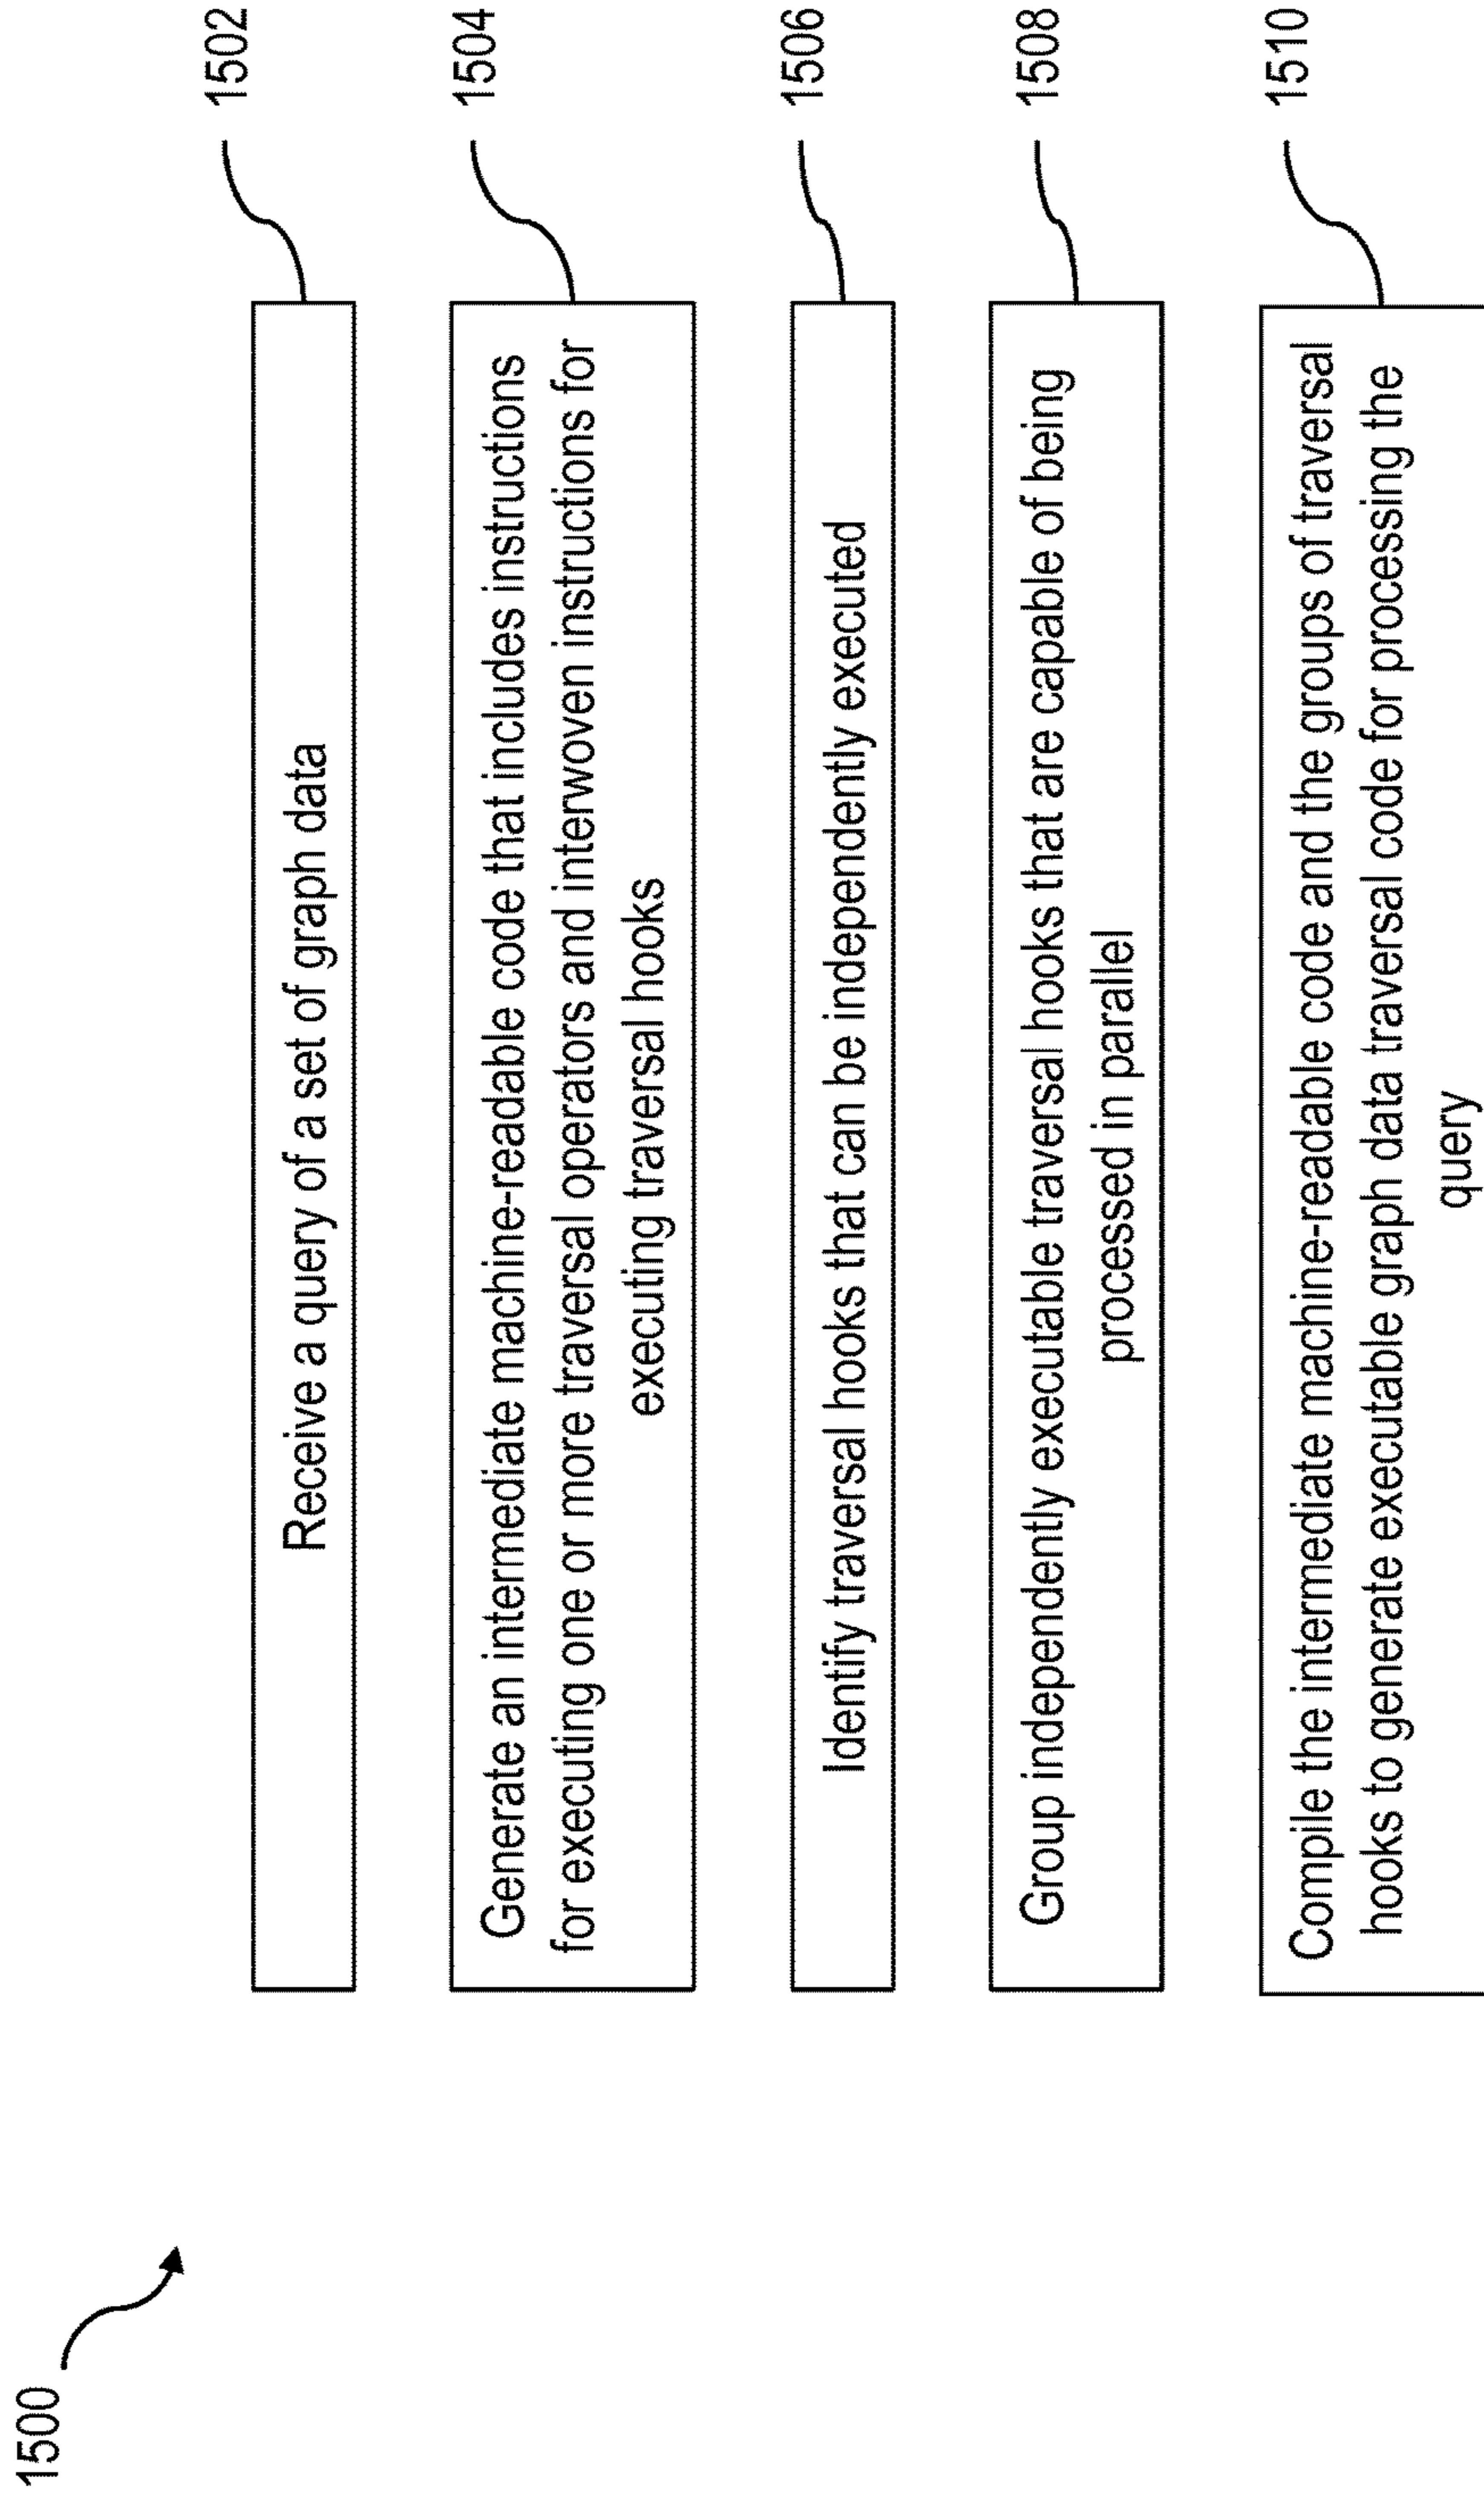 1500
Receive a query of a set of graph data
1502
Generate an intermediate machine-readable code that includes instructions
for executing one or more traversal operators and interwoven instructions for
executing traversal hooks
1504
Identify traversal hooks that can be independently executed
1506
Group independently executable traversal hooks that are capable of being
processed in parallel
1508
Compile the intermediate machine-readable code and the groups of traversal
hooks to generate executable graph data traversal code for processing the
query
1510